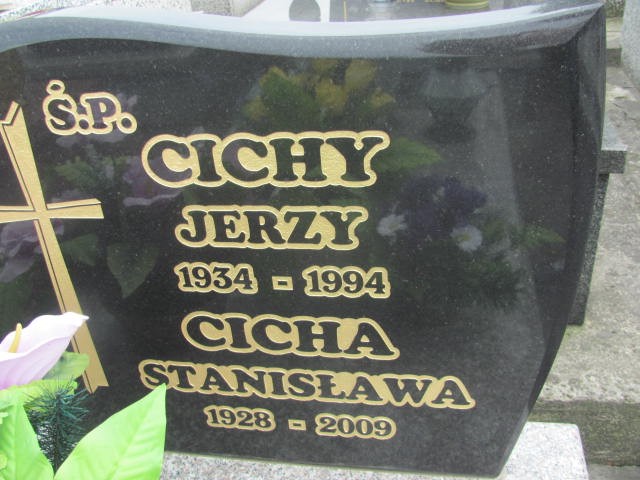 Ś.P.
CICHY
JERZY
1934 - 1994
CICHA
STANISŁAWA
1928 - 2009